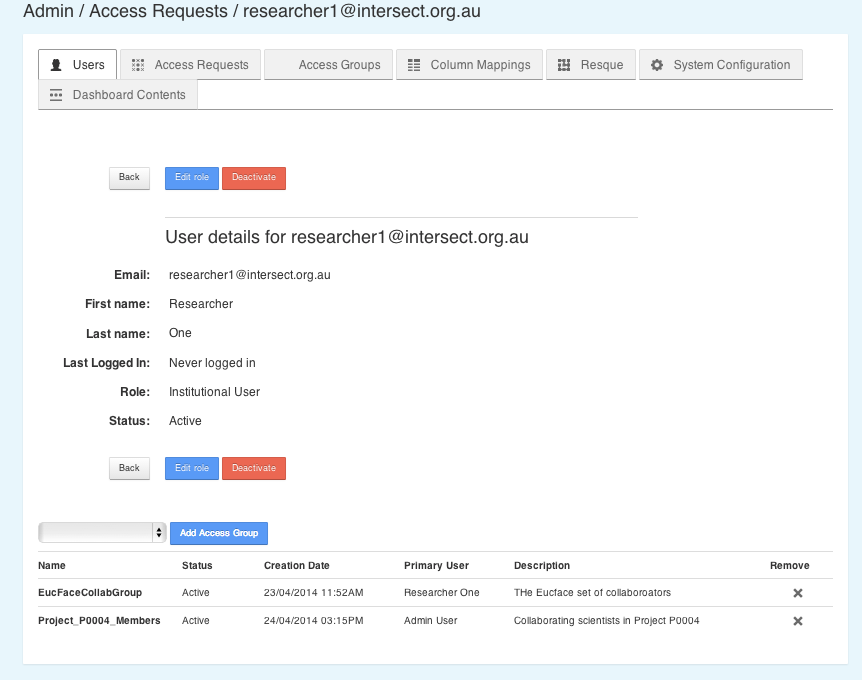 Admin / Access Requests / researcher1@intersect.org.au
Users Access Requests Access Groups Column Mappings Resque System Configuration
Dashboard Contents
Back Edit role Deactivate
User details for researcher1@intersect.org.au
Email: researcher1@intersect.org.au
First name: Researcher
Last name: One
Last Logged In: Never logged in
Role: Institutional User
Status: Active
Back Edit role Deactivate
Add Access Group
Name Status Creation Date Primary User Description Remove
EucFaceCollabGroup Active 23/04/2014 11:52AM Researcher One THe Eucface set of collaboroators
Project_P0004_Members Active 24/04/2014 03:15PM Admin User Collaborating scientists in Project P0004